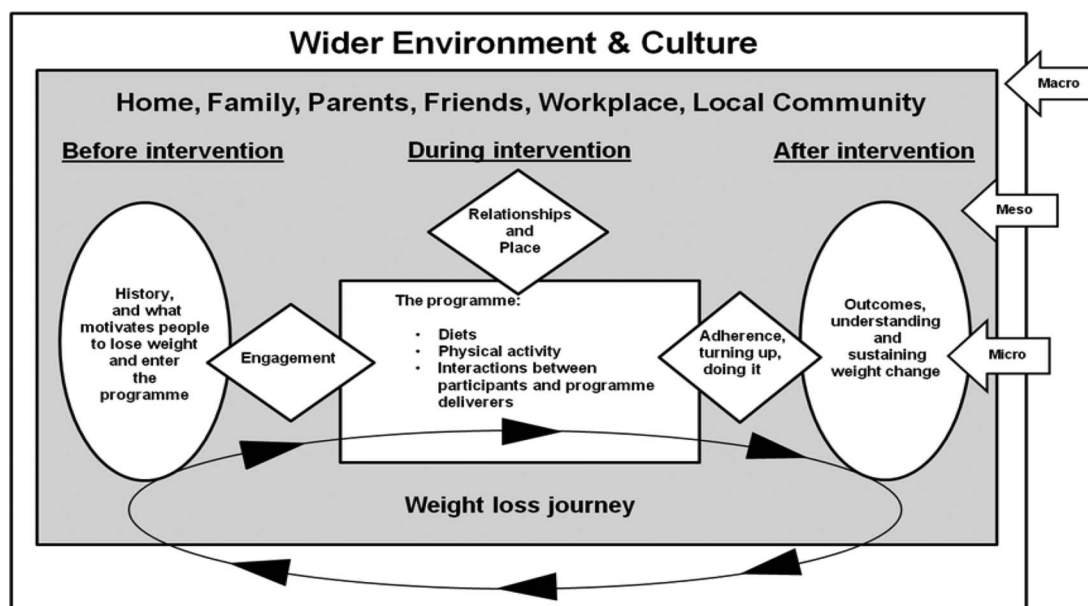 Wider Environment & Culture
Macro
Home, Family, Parents, Friends, Workplace, Local Community
Before intervention
During intervention
After intervention
Relationships
and
Place
Meso
History,
and what
motivates people
to lose weight
and enter
the
programme
Engagement
The programme:
• Diets
• Physical activity
• Interactions between
participants and programme
deliverers
Adherence,
turning up,
doing it
Outcomes,
understanding
and
sustaining
weight change
Micro
Weight loss journey